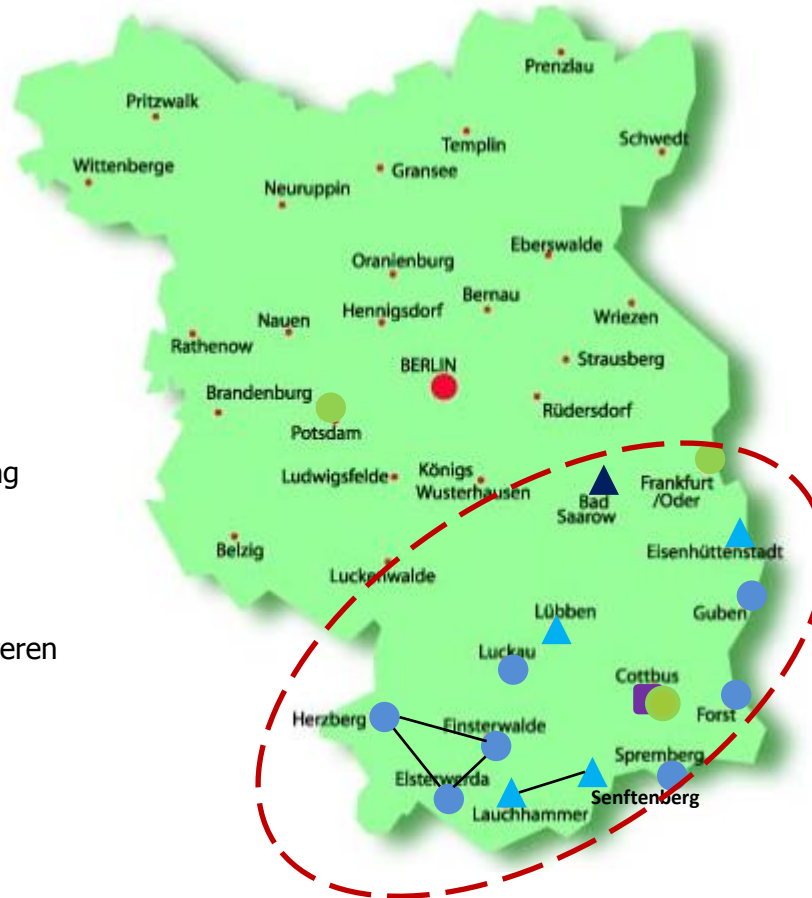 Prenzlau
Pritzwalk
Templin
Schwedt
Wittenberge
Gransee
Neuruppin
Eberswalde
Oranienburg
Bernau
Hennigsdorf
Nauen
Wriezen
Rathenow
Strausberg
BERLIN
Brandenburg
Rüdersdorf
Potsdam
Ludwigsfelde
Königs
Wusterhausen
Frankfurt
/Oder
Bad
Saarow
Belzig
Eisenhüttenstadt
Luckenwalde
Lübben
Guben
eren
Luckau
Cottbus
Herzberg
Finsterwalde
Forst
Spremberg
Elsterwerda
Senftenberg
Lauchhammer